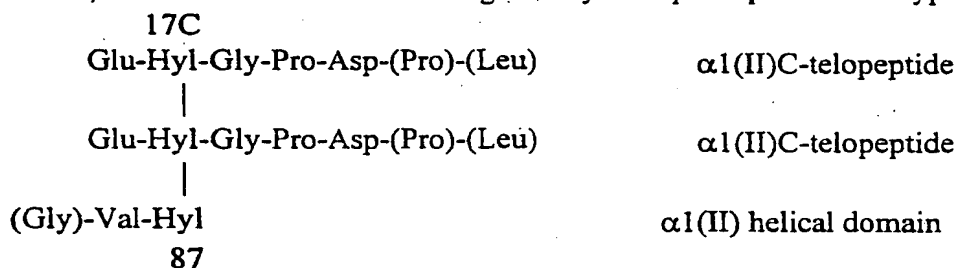 17C
Glu-Hyl-Gly-Pro-Asp-(Pro)-(Leu) α1(II)C-telopeptide
Glu-Hyl-Gly-Pro-Asp-(Pro)-(Leu) α1(II)C-telopeptide
(Gly)-Val-Hyl α1(II) helical domain
87